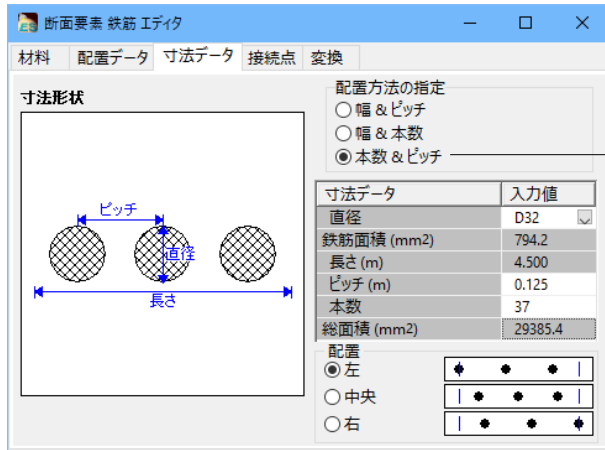 断面要素 鉄筋 エディタ
材料 配置データ 寸法データ 接続点 変換
寸法形状
ピッチ
直径
長さ
配置方法の指定
幅 & ピッチ
幅 & 本数
本数 & ピッチ
寸法データ 入力値
直径 D32
鉄筋面積 (mm2) 794.2
長さ (m) 4.500
ピッチ (m) 0.125
本数 37
総面積 (mm2) 29385.4
配置
左
中央
右